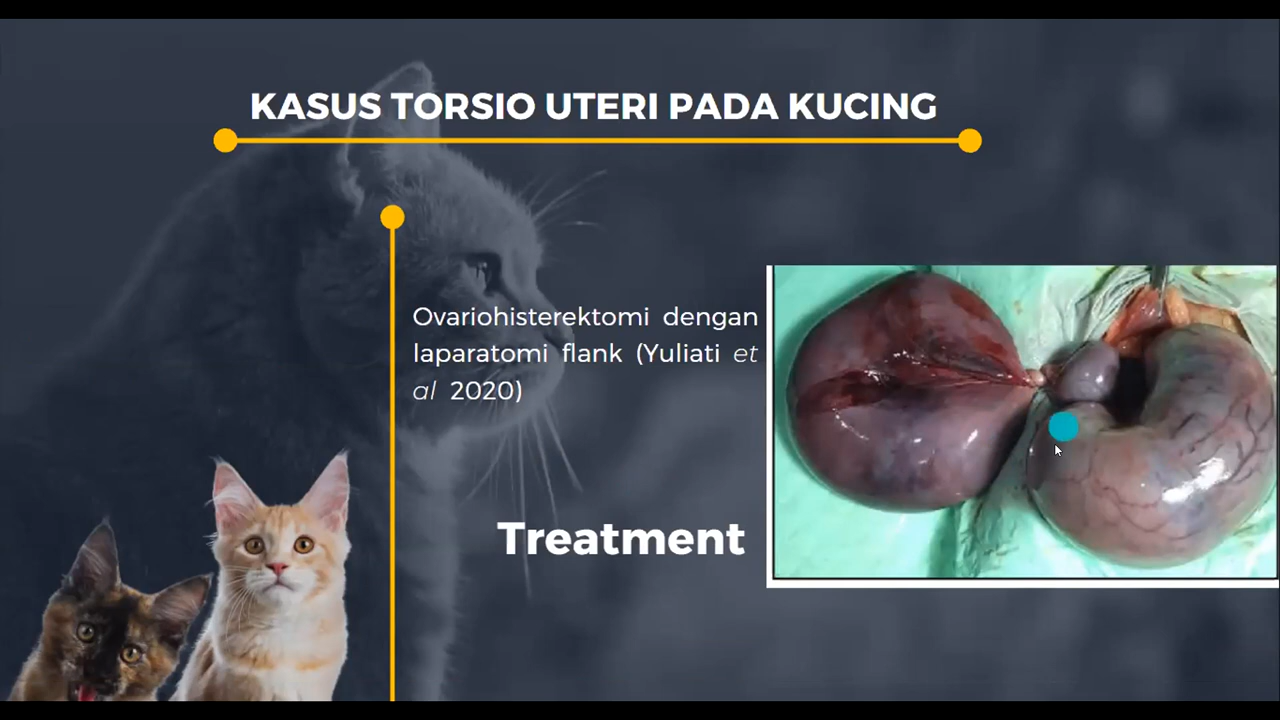 KASUS TORSIO UTERI PADA KUCING
Ovariohisterektomi dengan
laparatomi flank (Yuliati et
al 2020)
Treatment